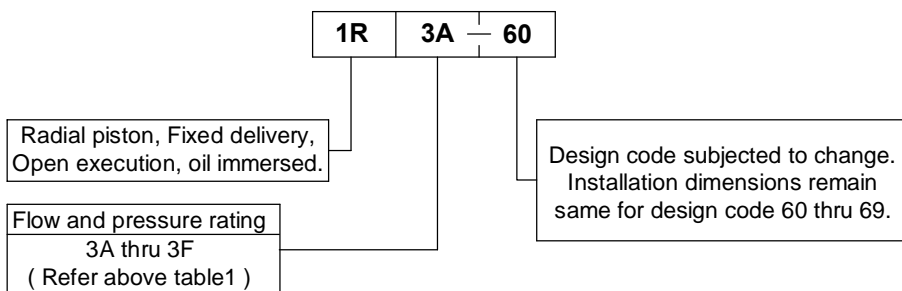 1R 3A — 60
Radial piston, Fixed delivery,
Open execution, oil immersed.
Flow and pressure rating
3A thru 3F
( Refer above table1 )
Design code subjected to change.
Installation dimensions remain
same for design code 60 thru 69.